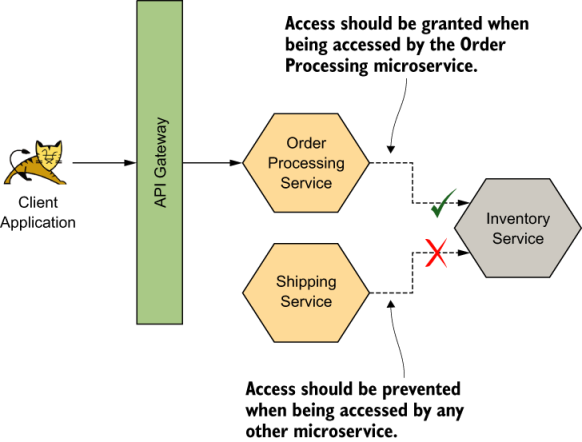 Access should be granted when
being accessed by the Order
Processing microservice.
Client
Application
API Gateway
Order
Processing
Service
Inventory
Service
Shipping
Service
Access should be prevented
when being accessed by any
other microservice.